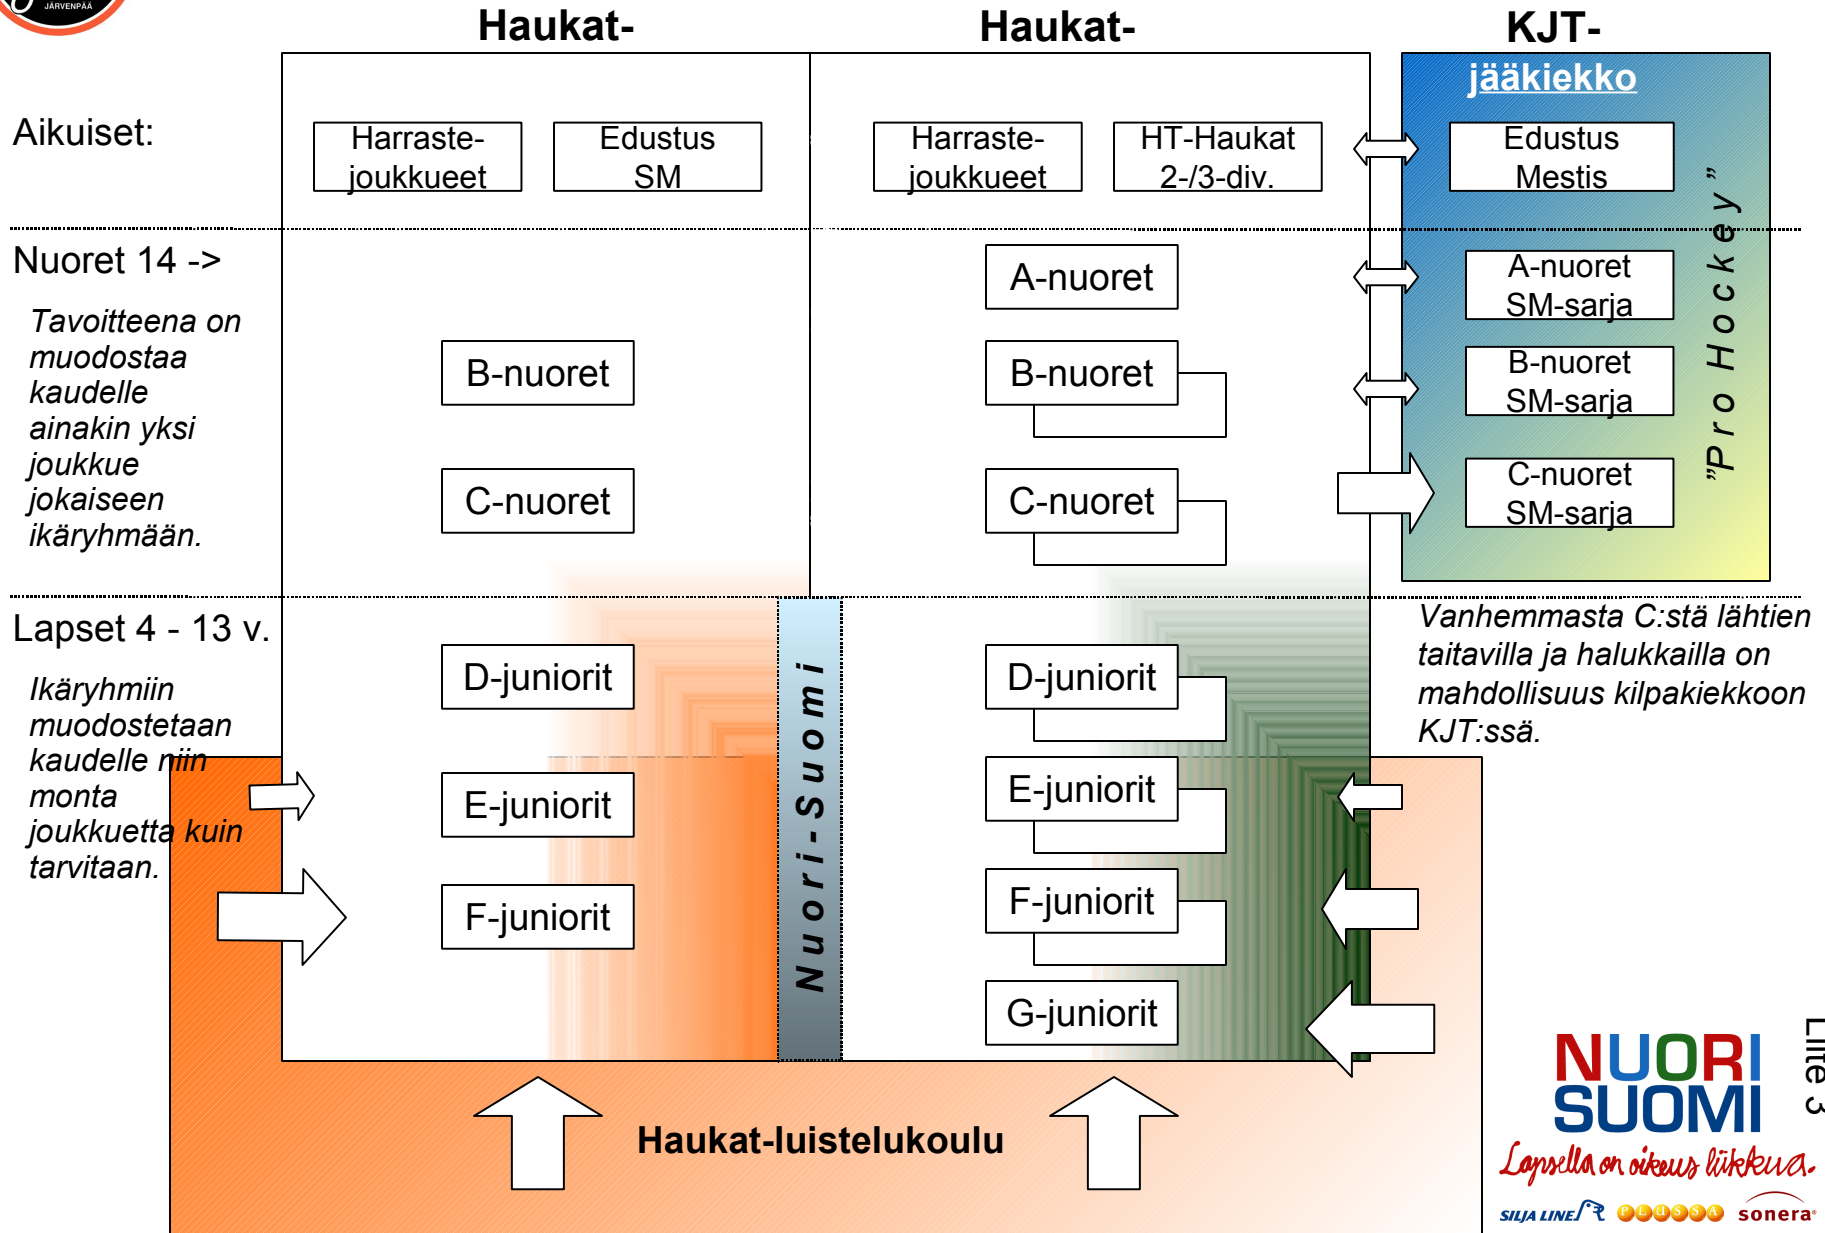 JÄRVENPÄÄ
Haukat-
Haukat-
KJT-
jääkiekko
Aikuiset:
Harraste-
joukkueet
Edustus
SM
Harraste-
joukkueet
HT-Haukat
2-/3-div.
Edustus
Mestis
"Pro Hockey"
Nuoret 14 ->
Tavoitteena on
muodostaa
kaudelle
ainakin yksi
joukkue
jokaiseen
ikäryhmään.
A-nuoret
A-nuoret
SM-sarja
B-nuoret
B-nuoret
B-nuoret
SM-sarja
C-nuoret
C-nuoret
C-nuoret
SM-sarja
Lapset 4 - 13 v.
Ikäryhmiin
muodostetaan
kaudelle niin
monta
joukkuetta kuin
tarvitaan.
D-juniorit
E-juniorit
F-juniorit
Nuori-Suomi
D-juniorit
E-juniorit
F-juniorit
G-juniorit
Vanhemmasta C:stä lähtien
taitavilla ja halukkailla on
mahdollisuus kilpakiekkoon
KJT:ssä.
Haukat-luistelukoulu
Liite 3
NUORI
SUOMI
Lapsella on oikeus liikkua.
SILJA LINE PLUSSA sonera